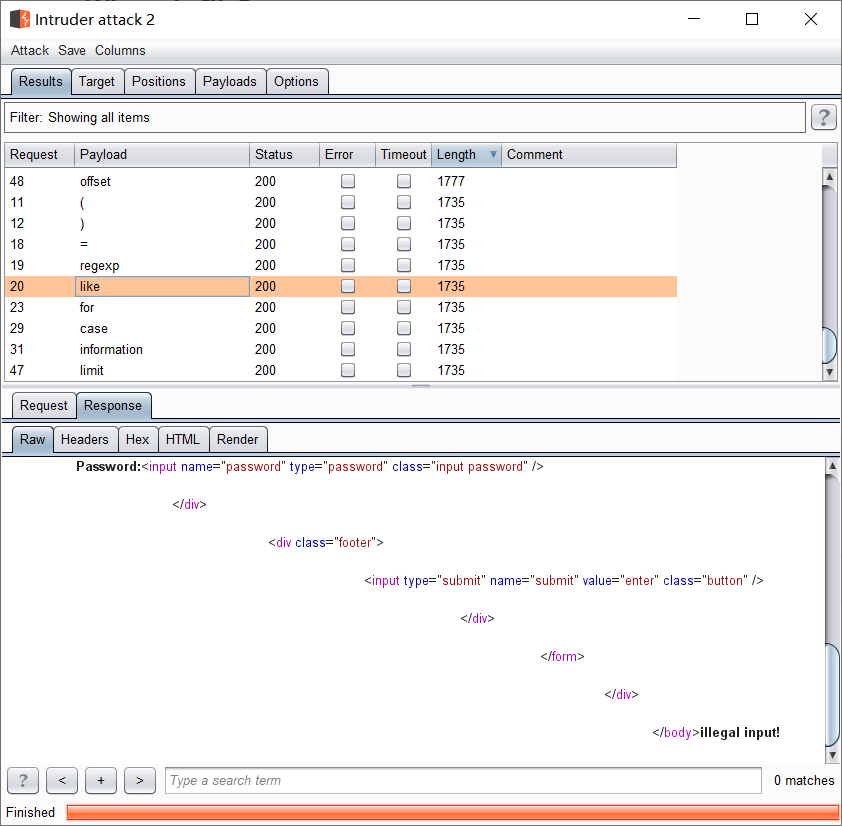 Intruder attack 2
Attack Save Columns
Results Target Positions Payloads Options
Filter: Showing all items ?
Request Payload Status Error Timeout Length Comment
48 offset 200 1777
11 ( 200 1735
12 ) 200 1735
18 = 200 1735
19 regexp 200 1735
20 like 200 1735
23 for 200 1735
29 case 200 1735
31 information 200 1735
47 limit 200 1735
Request Response
Raw Headers Hex HTML Render
Password:<input name="password" type="password" class="input password" />
</div>
<div class="footer">
<input type="submit" name="submit" value="enter" class="button" />
</div>
</form>
</div>
</body>illegal input!
? < + > Type a search term 0 matches
Finished